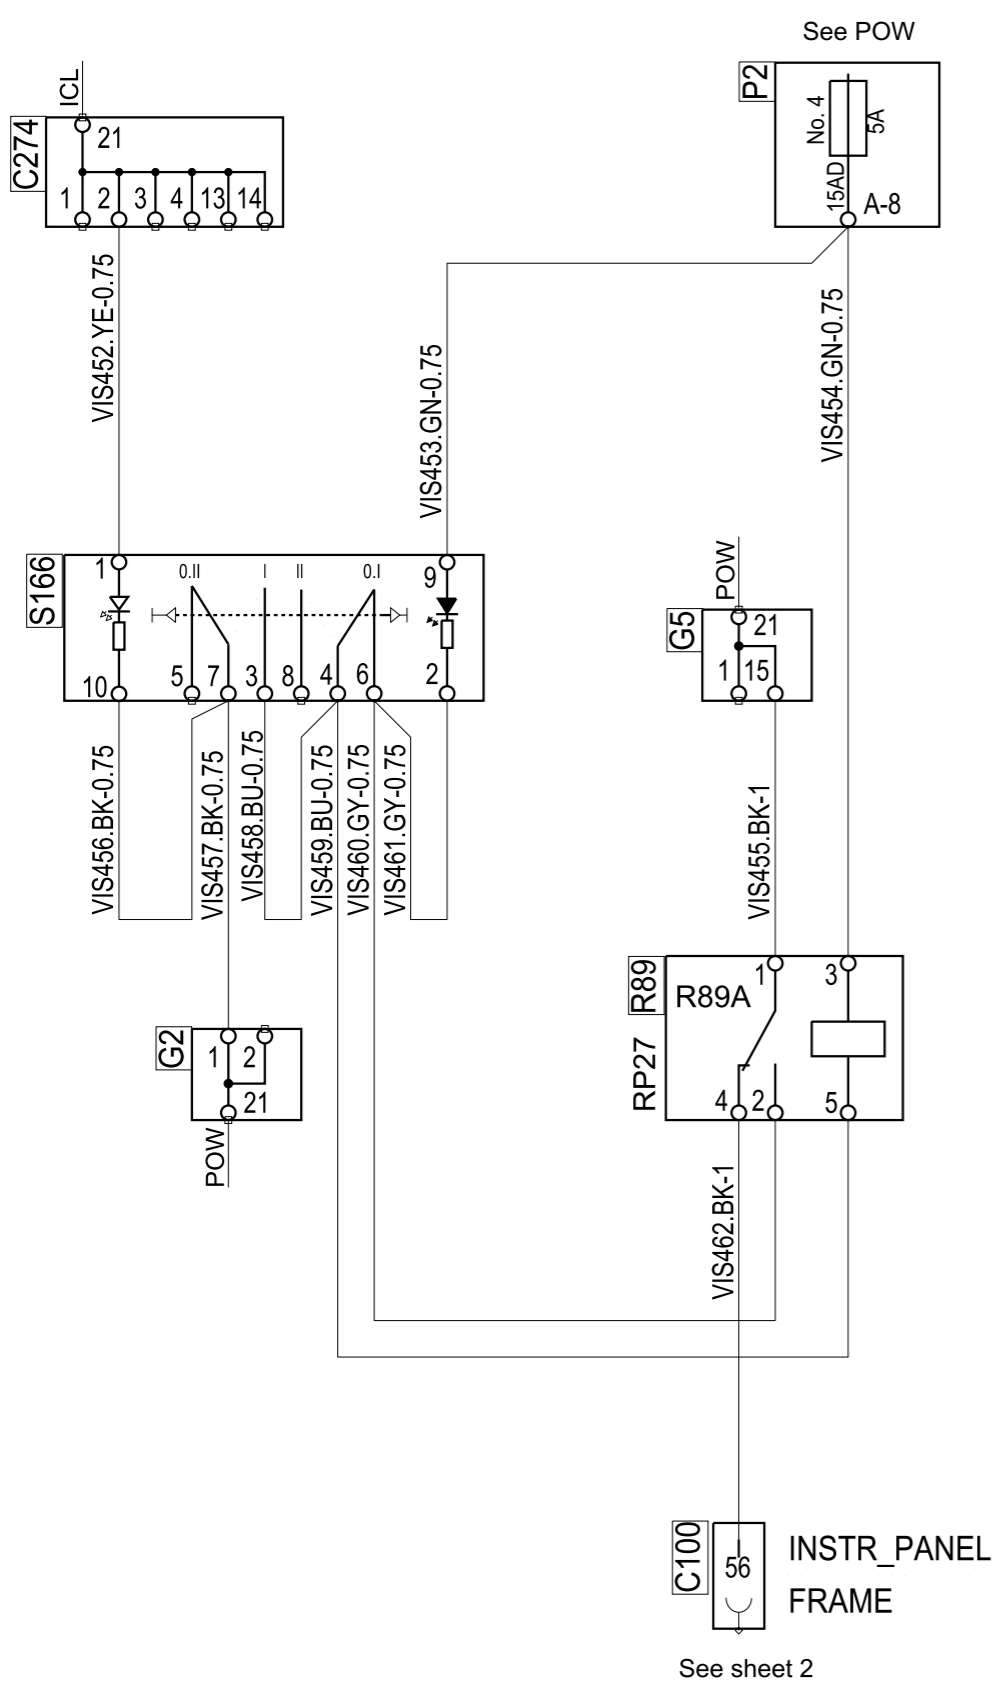 See POW
P2
No. 4
5A
15AD
A-8
ICL
C274
21
1 2 3 4 13 14
VIS452.YE-0.75
VIS453.GN-0.75
VIS454.GN-0.75
S166
1 0.II I II 0.I 9
10 5 7 3 8 4 6 2
POW
G5
21
1 15
VIS456.BK-0.75
VIS457.BK-0.75
VIS458.BU-0.75
VIS459.BU-0.75
VIS460.GY-0.75
VIS461.GY-0.75
VIS455.BK-1
G2
1 2
21
POW
R89
R89A
RP27
1 3
4 2 5
VIS462.BK-1
C100
56
INSTR_PANEL
FRAME
See sheet 2